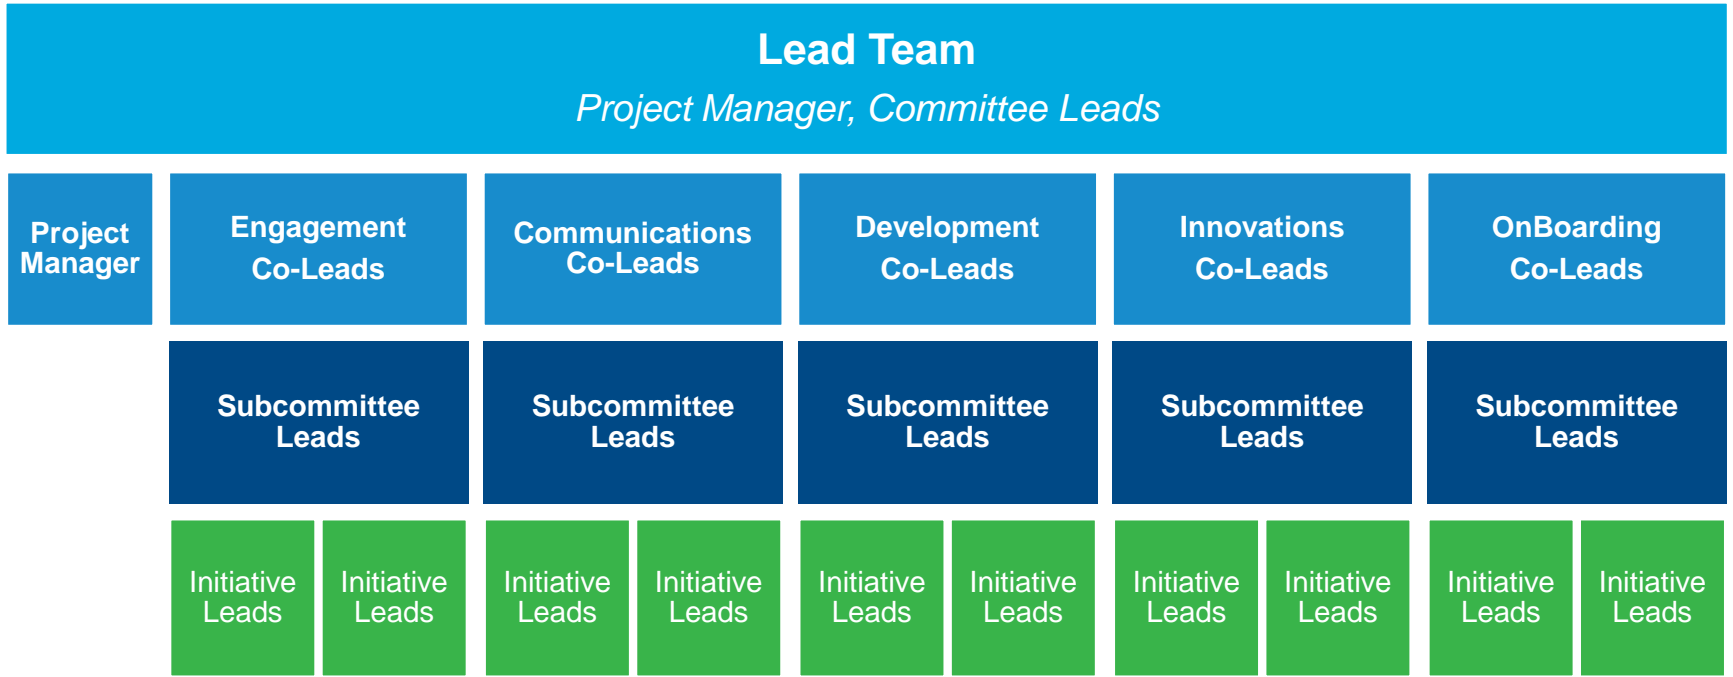 Lead Team
Project Manager, Committee Leads
Project
Manager
Engagement
Co-Leads
Communications
Co-Leads
Development
Co-Leads
Innovations
Co-Leads
OnBoarding
Co-Leads
Subcommittee
Leads
Subcommittee
Leads
Subcommittee
Leads
Subcommittee
Leads
Subcommittee
Leads
Initiative
Leads
Initiative
Leads
Initiative
Leads
Initiative
Leads
Initiative
Leads
Initiative
Leads
Initiative
Leads
Initiative
Leads
Initiative
Leads
Initiative
Leads